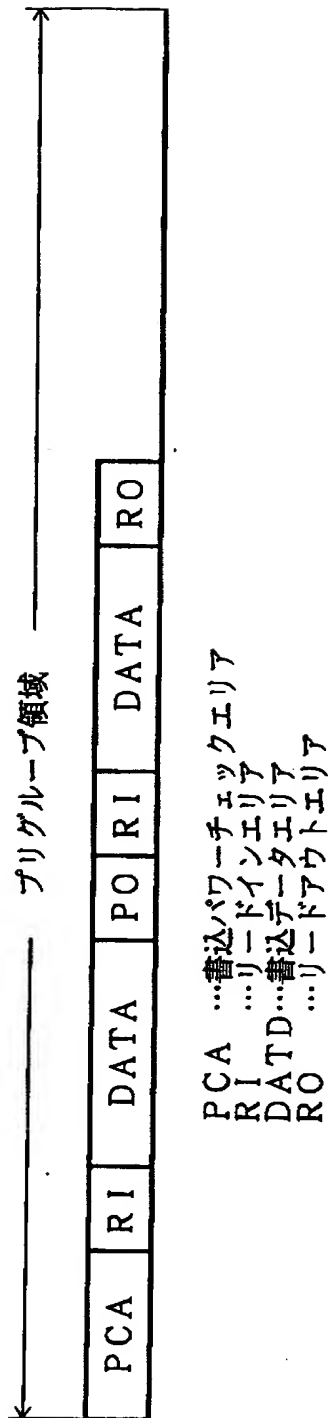 プリグループ領域
PCA RI DATA PO RI DATA RO
PCA …書込パワーチェックエリア
RI …リードインエリア
DATD…書込データエリア
RO …リードアウトエリア